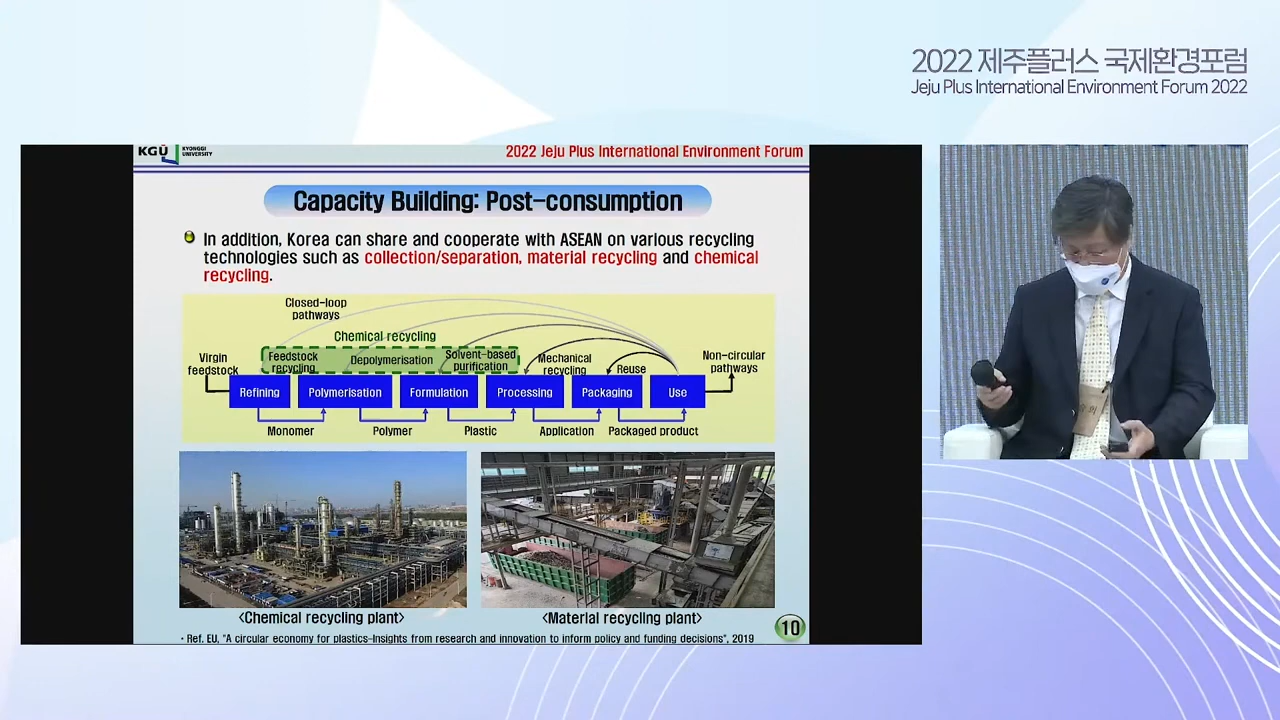 2022 제주플러스 국제환경포럼
Jeju Plus International Environment Forum 2022
KGU KYONGGI UNIVERSITY
2022 Jeju Plus International Environment Forum
Capacity Building: Post-consumption
In addition, Korea can share and cooperate with ASEAN on various recycling
technologies such as collection/separation, material recycling and chemical
recycling.
Closed-loop
pathways
Chemical recycling
Virgin
feedstock
Feedstock
recycling
Depolymerisation
Solvent-based
purification
Mechanical
recycling
Reuse
Non-circular
pathways
Refining
Polymerisation
Formulation
Processing
Packaging
Use
Monomer
Polymer
Plastic
Application
Packaged product
<Chemical recycling plant>
<Material recycling plant>
• Ref. EU, "A circular economy for plastics-Insights from research and innovation to inform policy and funding decisions", 2019
10